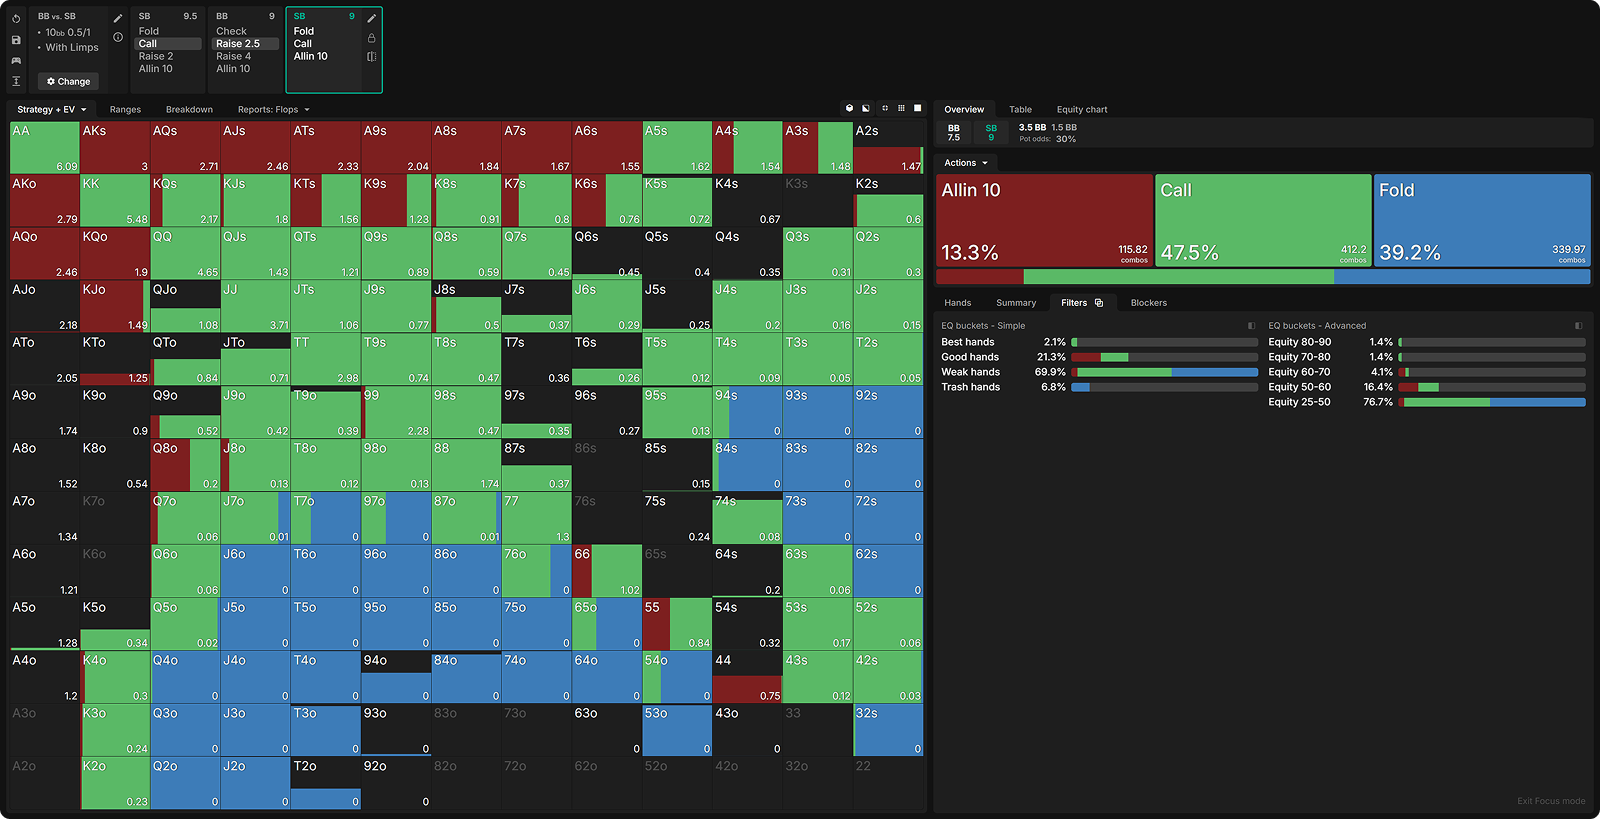 BB vs. SB
• 10bb 0.5/1
• With Limps
Change
SB 9.5
Fold
Call
Raise 2
Allin 10
BB 9
Check
Raise 2.5
Raise 4
Allin 10
SB 9
Fold
Call
Allin 10
Strategy + EV
Ranges
Breakdown
Reports: Flops
AA 6.09 AKs 3 AQs 2.71 AJs 2.46 ATs 2.33 A9s 2.04 A8s 1.84 A7s 1.67 A6s 1.55 A5s 1.62 A4s 1.54 A3s 1.48 A2s 1.47
AKo 2.79 KK 5.48 KQs 2.17 KJs 1.8 KTs 1.56 K9s 1.23 K8s 0.91 K7s 0.8 K6s 0.76 K5s 0.72 K4s 0.67 K3s K2s 0.6
AQo 2.46 KQo 1.9 QQ 4.65 QJs 1.43 QTs 1.21 Q9s 0.89 Q8s 0.59 Q7s 0.45 Q6s 0.45 Q5s 0.4 Q4s 0.35 Q3s 0.31 Q2s 0.3
AJo 2.18 KJo 1.49 QJo 1.08 JJ 3.71 JTs 1.06 J9s 0.77 J8s 0.5 J7s 0.37 J6s 0.29 J5s 0.25 J4s 0.2 J3s 0.16 J2s 0.15
ATo 2.05 KTo 1.25 QTo 0.84 JTo 0.71 TT 2.98 T9s 0.74 T8s 0.47 T7s 0.36 T6s 0.26 T5s 0.12 T4s 0.09 T3s 0.05 T2s 0.05
A9o 1.74 K9o 0.9 Q9o 0.52 J9o 0.42 T9o 0.39 99 2.28 98s 0.47 97s 0.35 96s 0.27 95s 0.13 94s 0 93s 0 92s 0
A8o 1.52 K8o 0.54 Q8o 0.2 J8o 0.13 T8o 0.12 98o 0.13 88 1.74 87s 0.37 86s 85s 0.15 84s 0 83s 0 82s 0
A7o 1.34 K7o Q7o 0.06 J7o 0.01 T7o 0 97o 0 87o 0.01 77 1.3 76s 75s 0.24 74s 0.08 73s 0 72s 0
A6o 1.21 K6o Q6o 0.06 J6o 0 T6o 0 96o 0 86o 0 76o 0 66 1.02 65s 64s 0.2 63s 0.06 62s 0
A5o 1.28 K5o 0.34 Q5o 0.02 J5o 0 T5o 0 95o 0 85o 0 75o 0 65o 0 55 0.84 54s 0.32 53s 0.17 52s 0.06
A4o 1.2 K4o 0.3 Q4o 0 J4o 0 T4o 0 94o 0 84o 0 74o 0 64o 0 54o 0 44 0.75 43s 0.12 42s 0.03
A3o K3o 0.24 Q3o 0 J3o 0 T3o 0 93o 0 83o 73o 63o 0 53o 0 43o 0 33 32s 0
A2o K2o 0.23 Q2o 0 J2o 0 T2o 0 92o 0 82o 72o 62o 52o 42o 32o 22
Overview
Table
Equity chart
BB 7.5
SB 9
3.5 BB 1.5 BB
Pot odds: 30%
Actions
Allin 10
13.3%
115.82 combos
Call
47.5%
412.2 combos
Fold
39.2%
339.97 combos
Hands
Summary
Filters
Blockers
EQ buckets - Simple
Best hands 2.1%
Good hands 21.3%
Weak hands 69.9%
Trash hands 6.8%
EQ buckets - Advanced
Equity 80-90 1.4%
Equity 70-80 1.4%
Equity 60-70 4.1%
Equity 50-60 16.4%
Equity 25-50 76.7%
Exit Focus mode